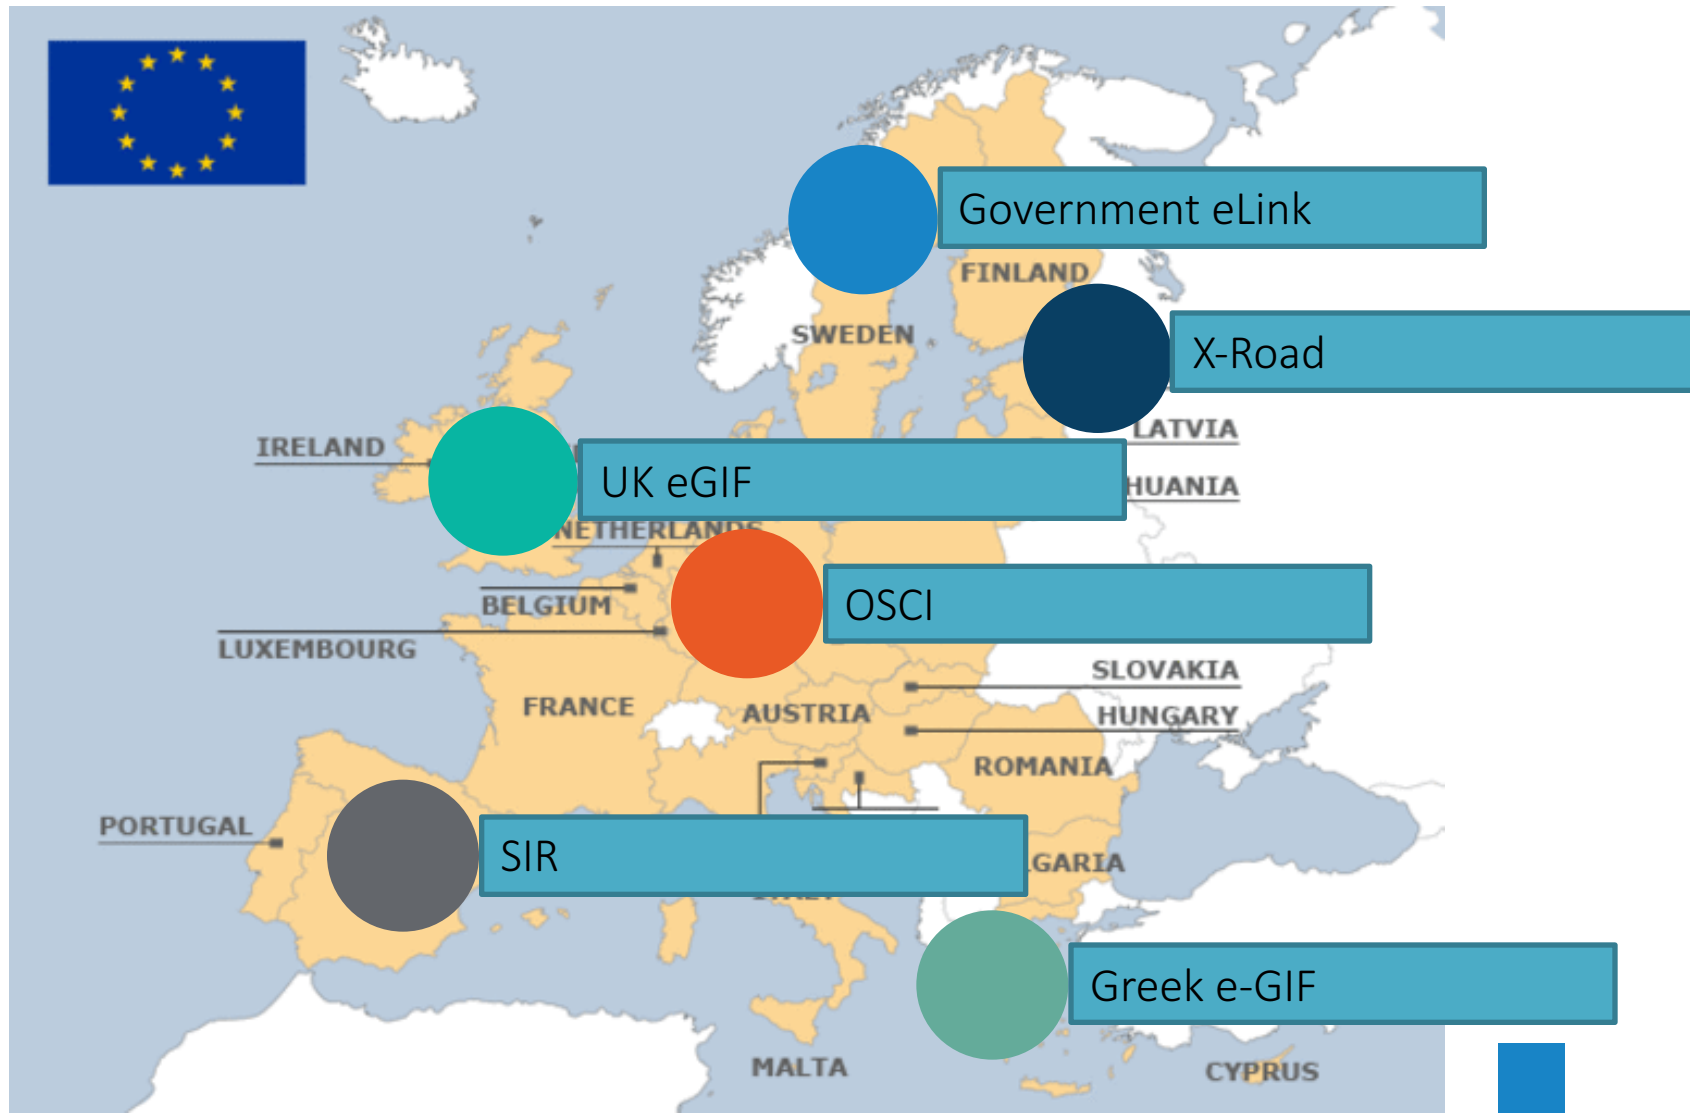 Government eLink
FINLAND
SWEDEN
X-Road
LATVIA
IRELAND
UK eGIF
HUANIA
NETHERLANDS
BELGIUM
OSCI
LUXEMBOURG
SLOVAKIA
FRANCE
AUSTRIA
HUNGARY
ROMANIA
PORTUGAL
SIR
GARIA
ITALY
Greek e-GIF
MALTA
CYPRUS